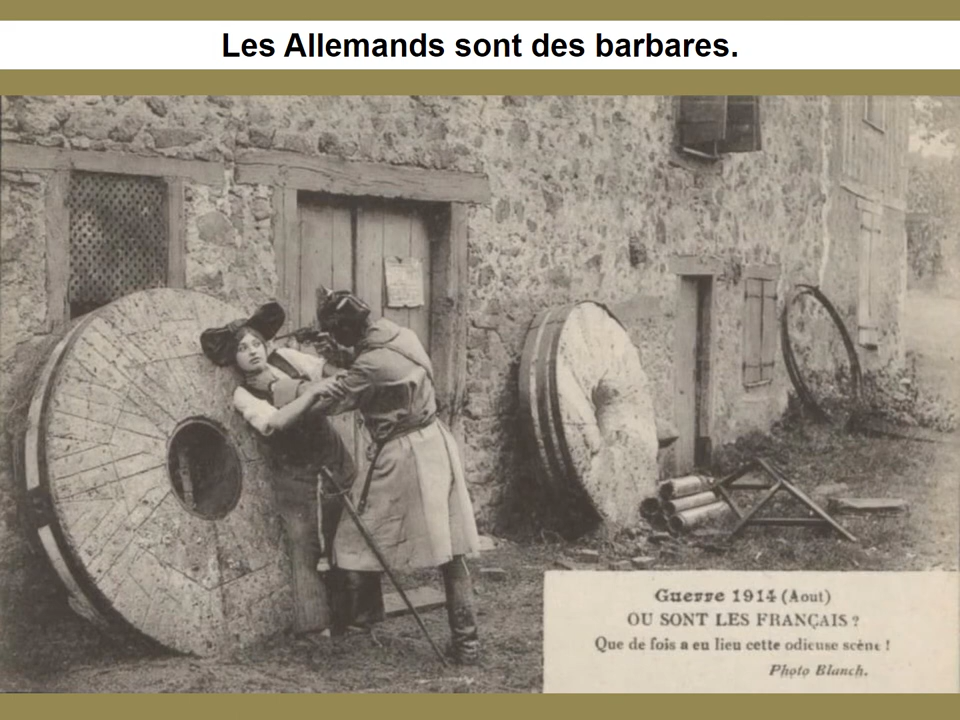 Les Allemands sont des barbares.
Guerre 1914 (Aout)
OU SONT LES FRANÇAIS ?
Que de fois a eu lieu cette odieuse scène !
Photo Blanch.